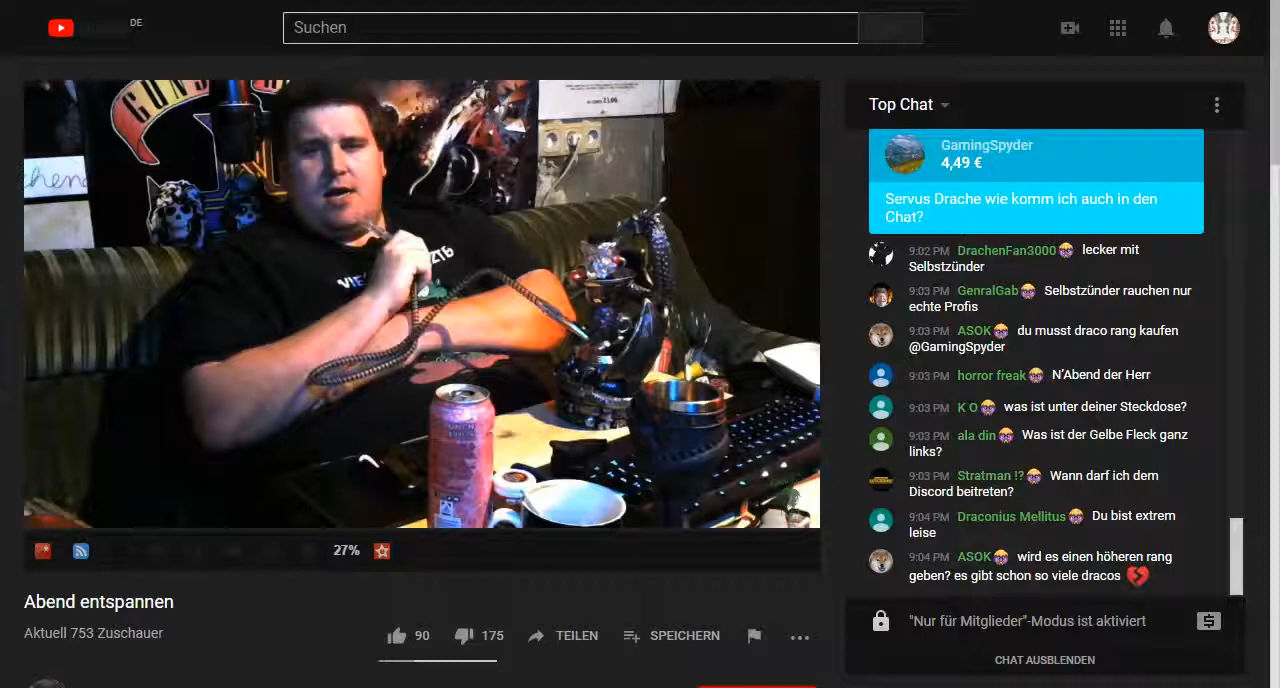 DE
Suchen
GUNS
chend
27%
Abend entspannen
Aktuell 753 Zuschauer
90
175
TEILEN
SPEICHERN
Top Chat
GamingSpyder
4,49 €
Servus Drache wie komm ich auch in den
Chat?
9:02 PM DrachenFan3000 lecker mit
Selbstzünder
9:03 PM GenralGab Selbstzünder rauchen nur
echte Profis
9:03 PM ASOK du musst draco rang kaufen
@GamingSpyder
9:03 PM horror freak N'Abend der Herr
9:03 PM K O was ist unter deiner Steckdose?
9:03 PM ala din Was ist der Gelbe Fleck ganz
links?
9:03 PM Stratman !? Wann darf ich dem
Discord beitreten?
9:04 PM Draconius Mellitus Du bist extrem
leise
9:04 PM ASOK wird es einen höheren rang
geben? es gibt schon so viele dracos
"Nur für Mitglieder"-Modus ist aktiviert
CHAT AUSBLENDEN